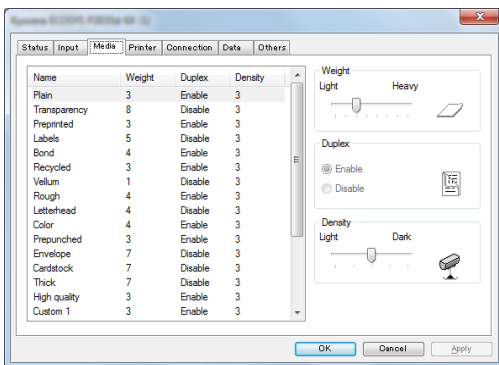 Status Input Media Printer Connection Data Others
Name Weight Duplex Density
Plain 3 Enable 3
Transparency 8 Disable 3
Preprinted 3 Enable 3
Labels 5 Disable 3
Bond 4 Enable 3
Recycled 3 Enable 3
Vellum 1 Disable 3
Rough 4 Enable 3
Letterhead 4 Disable 3
Color 4 Enable 3
Prepunched 3 Enable 3
Envelope 7 Disable 3
Cardstock 7 Disable 3
Thick 7 Disable 3
High quality 3 Enable 3
Custom 1 3 Enable 3
Weight
Light Heavy
Duplex
Enable
Disable
Density
Light Dark
OK Cancel Apply